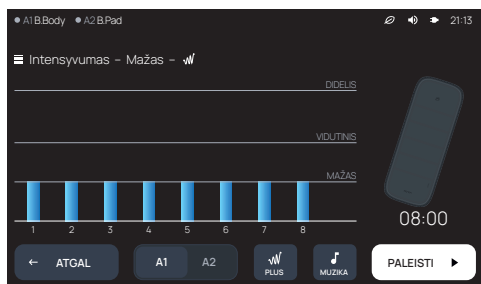 A1 B.Body A2 B.Pad 21:13
Intensyvumas – Mažas –
DIDELIS
VIDUTINIS
MAŽAS
1 2 3 4 5 6 7 8
08:00
← ATGAL A1 A2 PLUS MUZIKA PALEISTI